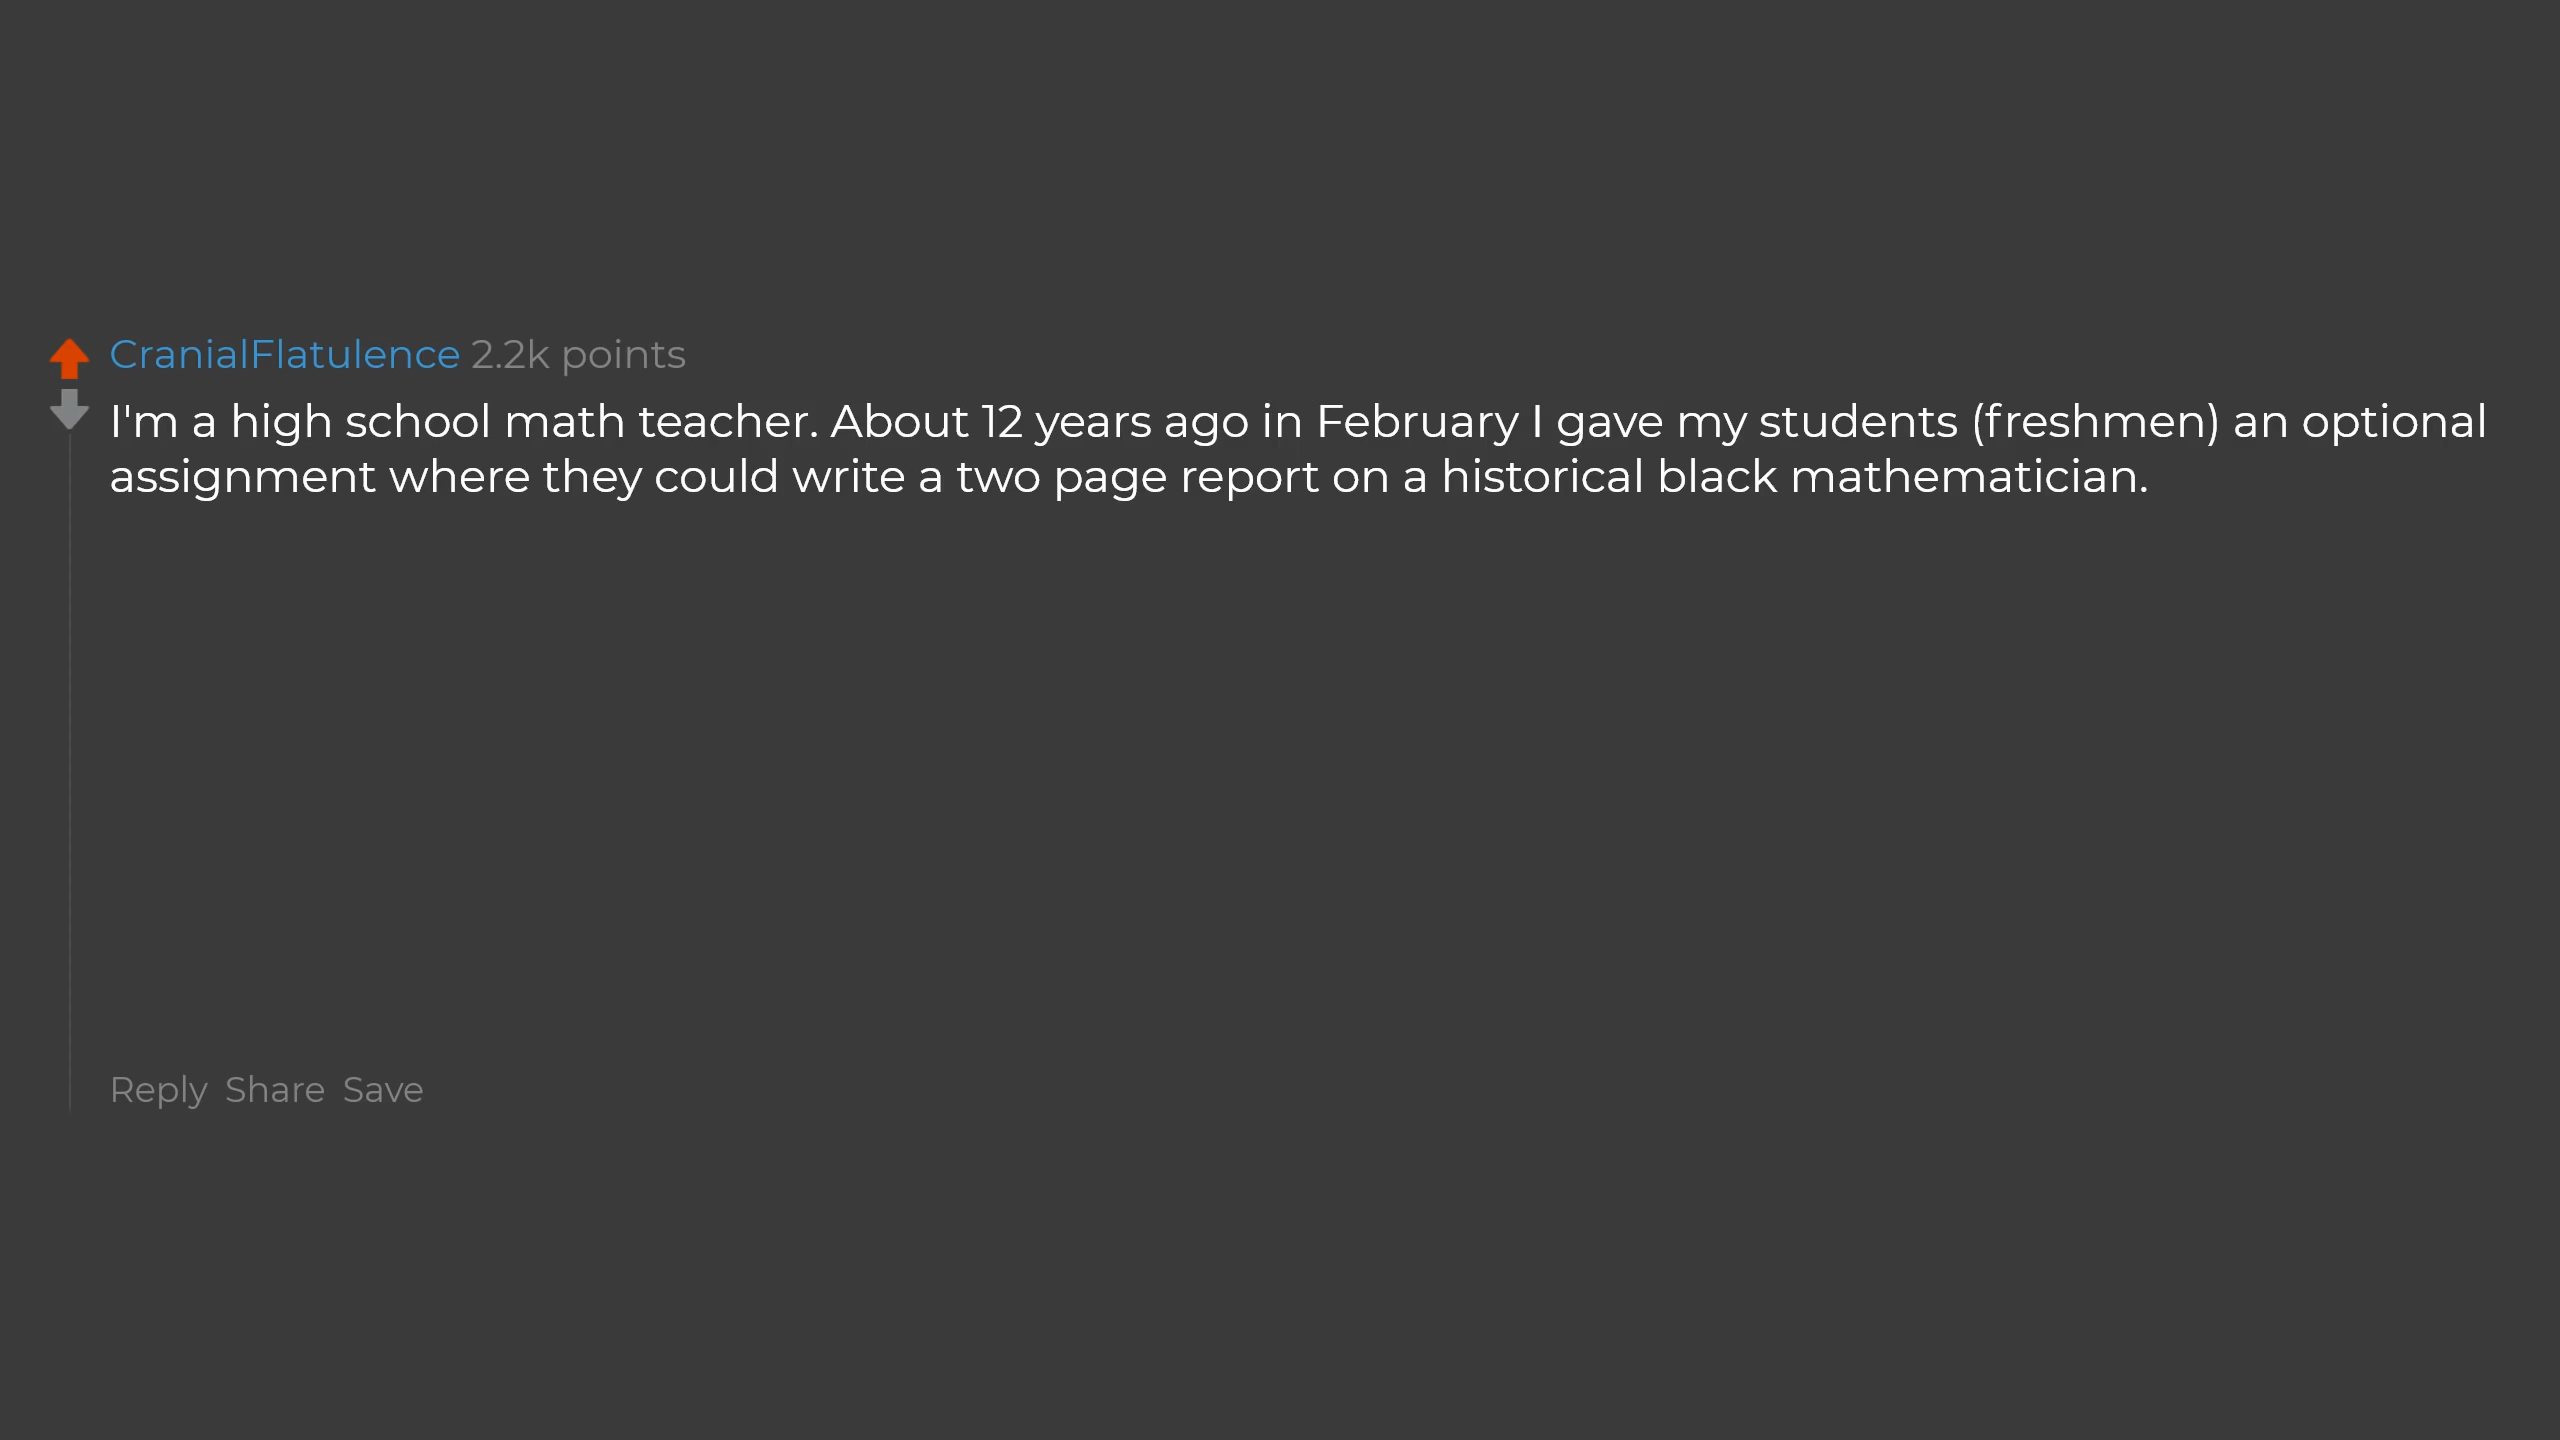 CranialFlatulence 2.2k points
I'm a high school math teacher. About 12 years ago in February I gave my students (freshmen) an optional
assignment where they could write a two page report on a historical black mathematician.
Reply Share Save